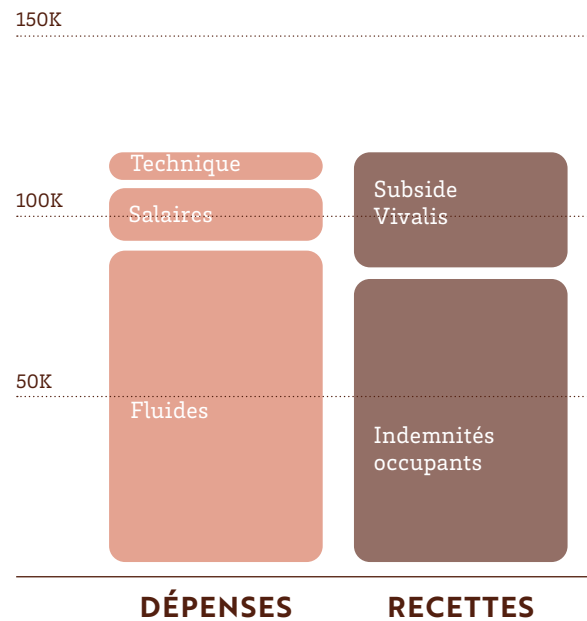 150K
Technique
Subside
Vivalis
100K
Salaires
50K
Fluides
Indemnités
occupants
DÉPENSES
RECETTES